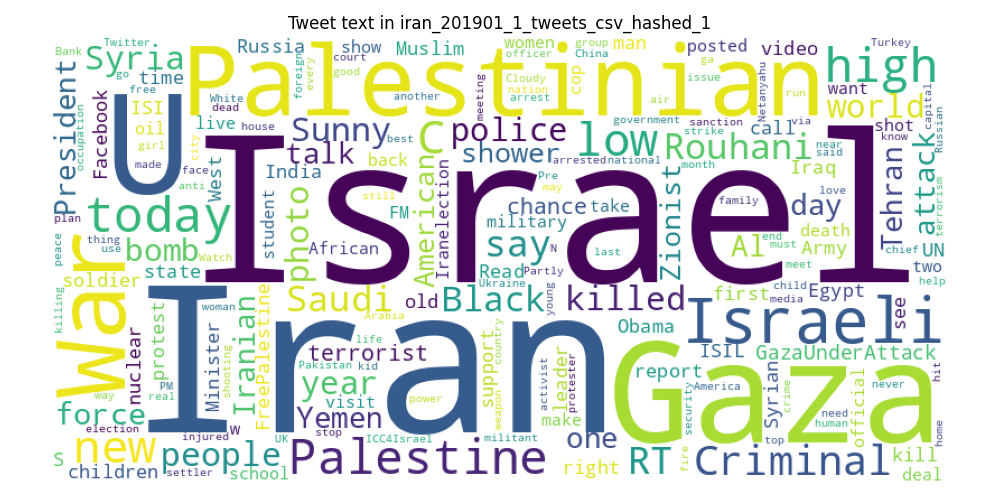 Tweet text in iran_201901_1_tweets_csv_hashed_1
Bank Twitter Syria go time Palestinian Russia show Muslim women group man posted video high Turkey
President Facebook free ISI oil girl made White dead live house Sunny talk police shower low officer China cop foreign every good court another meeting issue nation Cloudy arrest air ga run Netanyahu want world capital Russian
occupation U city face anti West India student back best C American FM arrested national government strike month Rouhani call via shot near said know Iraq Tehran attack terrorism
today bomb state Israel photo African Iranelection military chance take say Pre may Zionist family love day death Al end must Army meet chief UN two help
plan peace thing use Watch soldier War killing new Iran Saudi Arabia old Black killed Read Partly N Ukraine last young first child media Egypt see
nuclear protest Iranian Minister woman FreePalestine shooting PM real way terrorist life Pakistan kid year visit power support weapon country leader activist protester Obama ISIL report Gaza Israeli GazaUnderAttack America security crime Syrian official never hit
force election injured W Yemen stop UK ICC4Israel make one need human top home
S children settler people school Palestine militant right RT fire Criminal kill deal